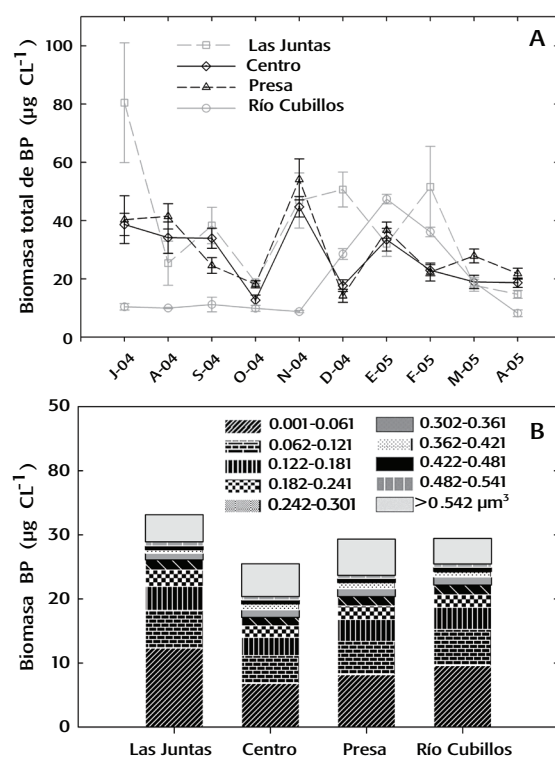 A
Las Juntas
Centro
Presa
Río Cubillos
Biomasa total de BP (µg CL⁻¹)
100
80
60
40
20
0
J-04
A-04
S-04
O-04
N-04
D-04
E-05
F-05
M-05
A-05
B
0.001-0.061 0.302-0.361
0.062-0.121 0.362-0.421
0.122-0.181 0.422-0.481
0.182-0.241 0.482-0.541
0.242-0.301 >0.542 µm³
Biomasa BP (µg CL⁻¹)
50
80
30
20
10
0
Las Juntas Centro Presa Río Cubillos